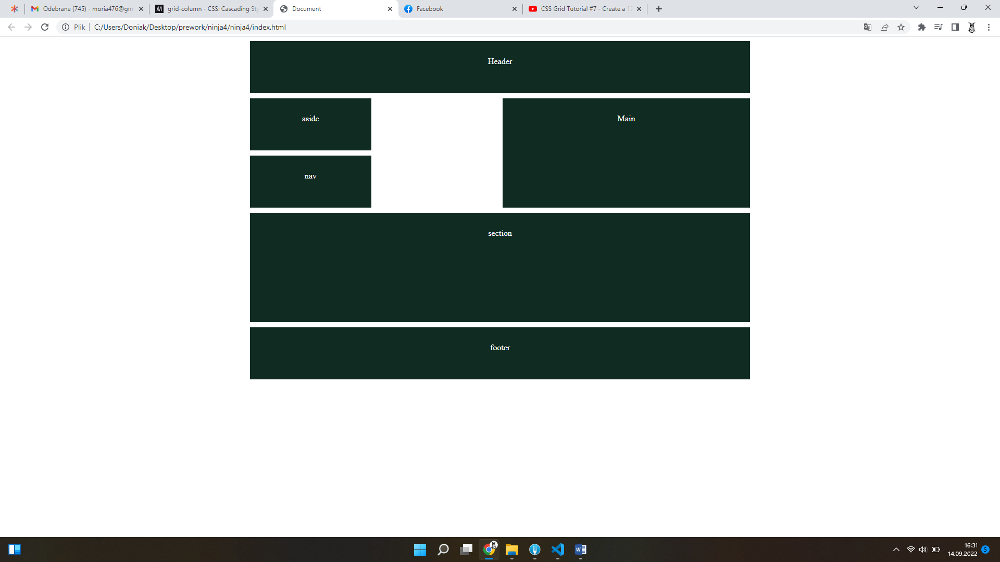 Odebrane (745) - moria476@gm
grid-column - CSS: Cascading Sty
Document
Facebook
CSS Grid Tutorial #7 - Create a 12
Plik
C:/Users/Doniak/Desktop/prework/ninja4/ninja4/index.html
Header
aside
Main
nav
section
footer
16:31
14.09.2022
5